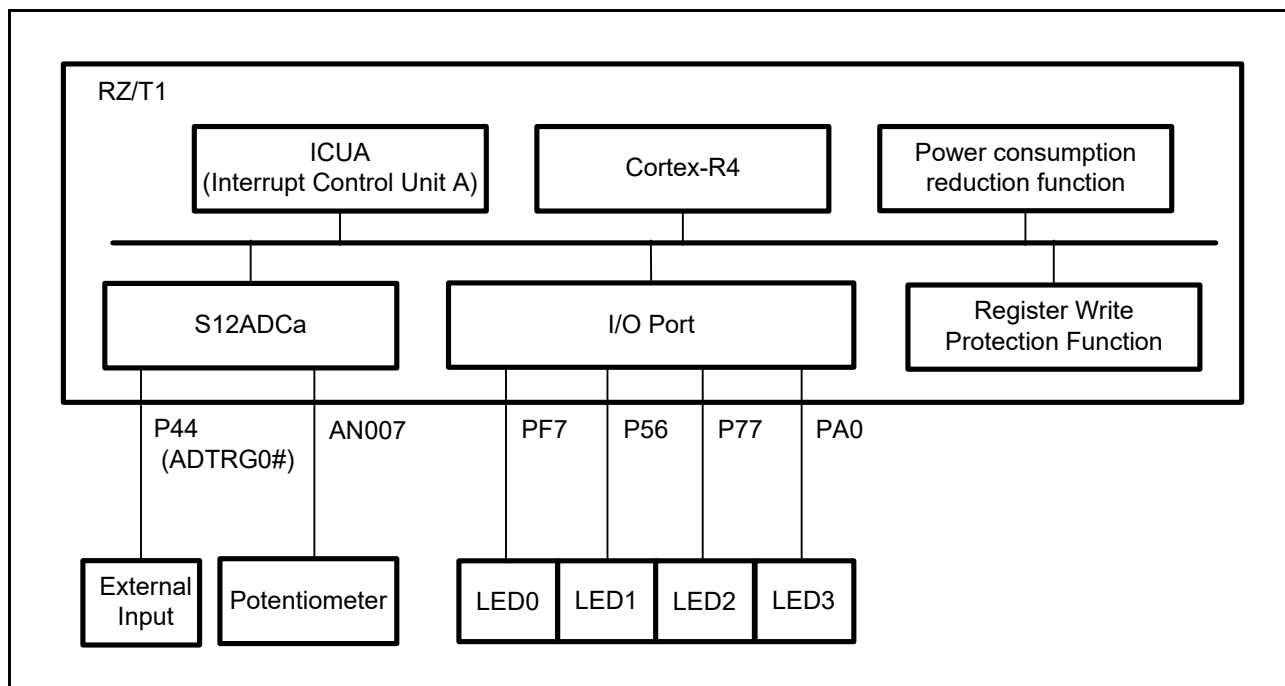 RZ/T1
ICUA
(Interrupt Control Unit A)
Cortex-R4
Power consumption
reduction function
S12ADCa
I/O Port
Register Write
Protection Function
P44
(ADTRG0#)
AN007
PF7
P56
P77
PA0
External
Input
Potentiometer
LED0
LED1
LED2
LED3